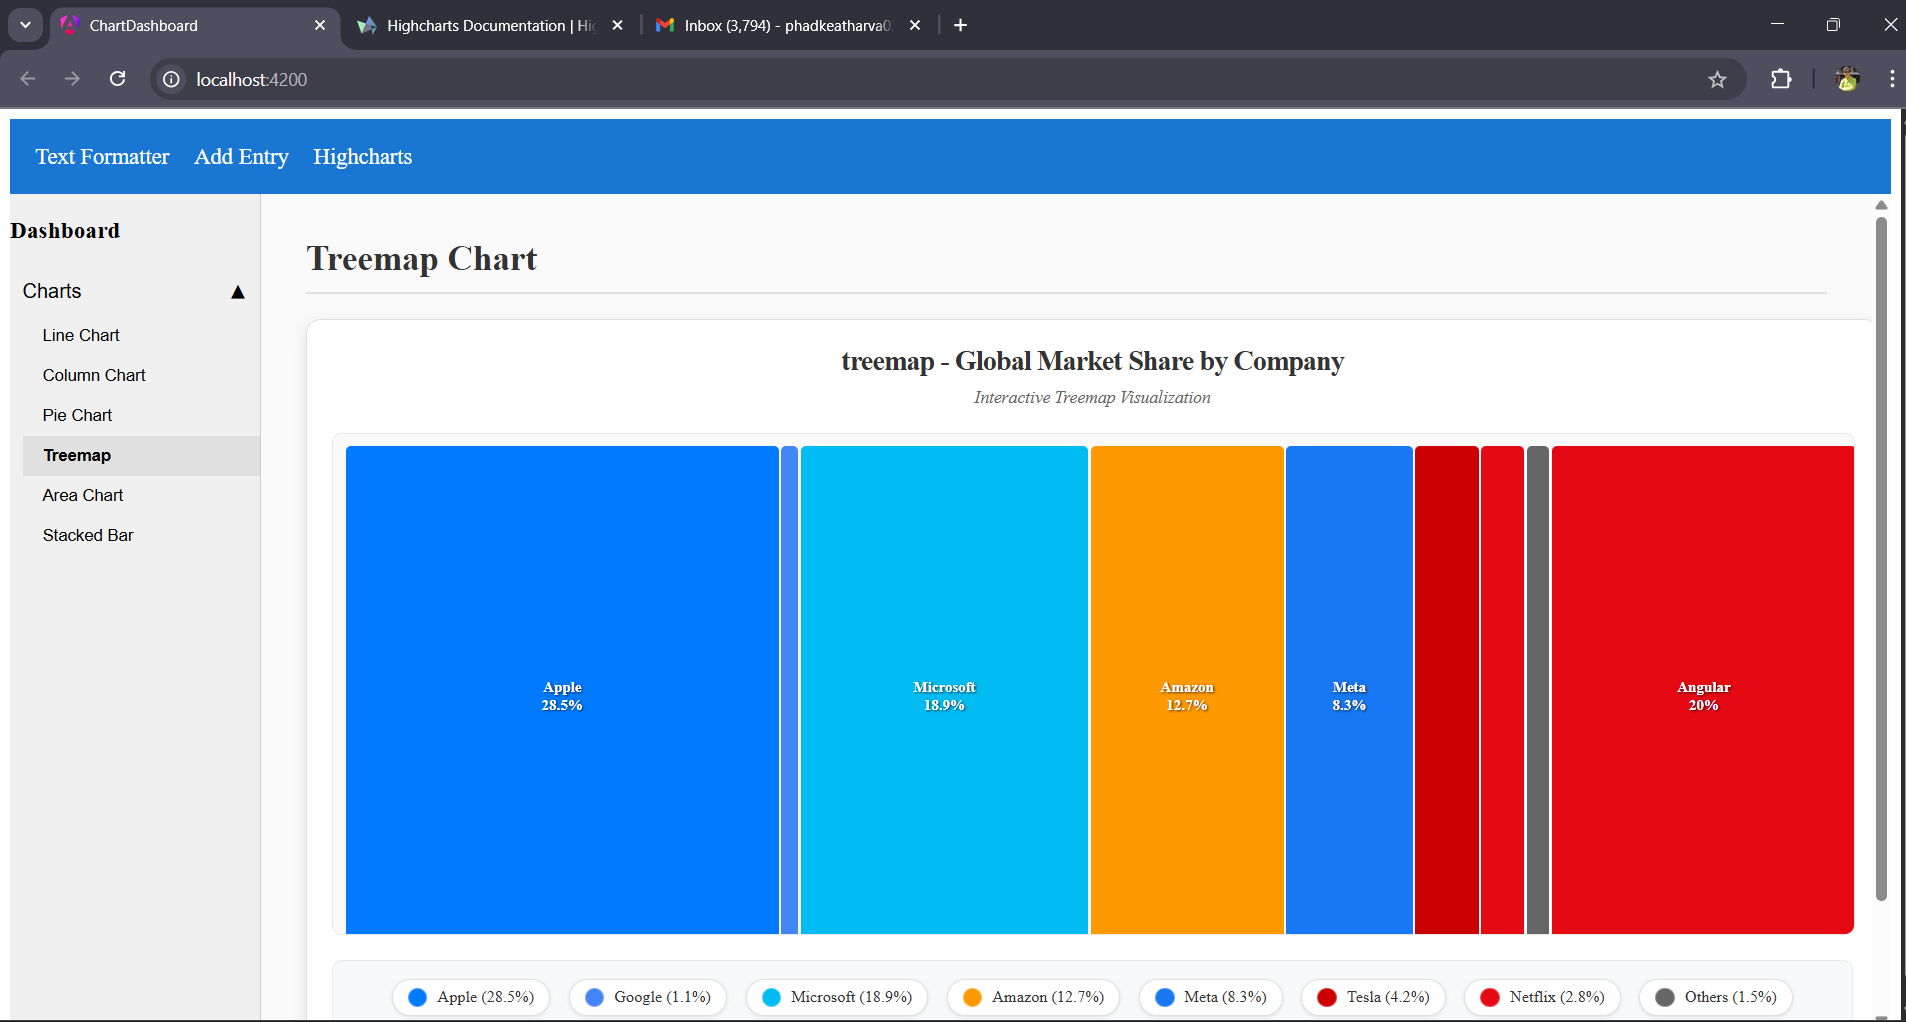 ChartDashboard
Highcharts Documentation | Hi
Inbox (3,794) - phadkeatharva0
localhost:4200
Text Formatter Add Entry Highcharts
Dashboard
Charts ▲
Line Chart
Column Chart
Pie Chart
Treemap
Area Chart
Stacked Bar
Treemap Chart
treemap - Global Market Share by Company
Interactive Treemap Visualization
Apple
28.5%
Microsoft
18.9%
Amazon
12.7%
Meta
8.3%
Angular
20%
Apple (28.5%) Google (1.1%) Microsoft (18.9%) Amazon (12.7%) Meta (8.3%) Tesla (4.2%) Netflix (2.8%) Others (1.5%)